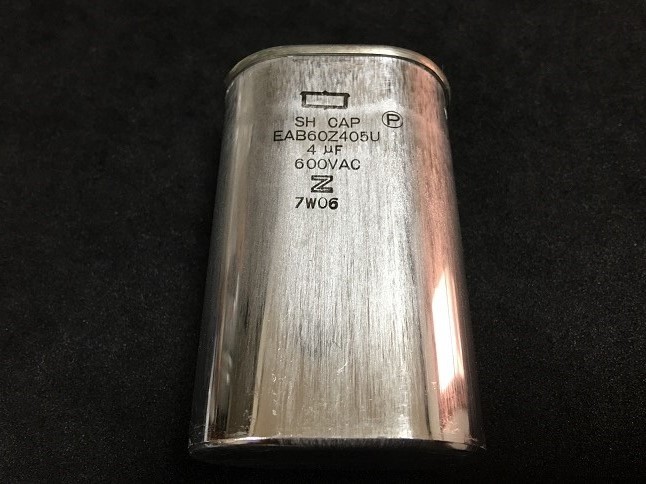 SH CAP Ⓟ
EAB60Z405U
4 μF
600VAC
7W06